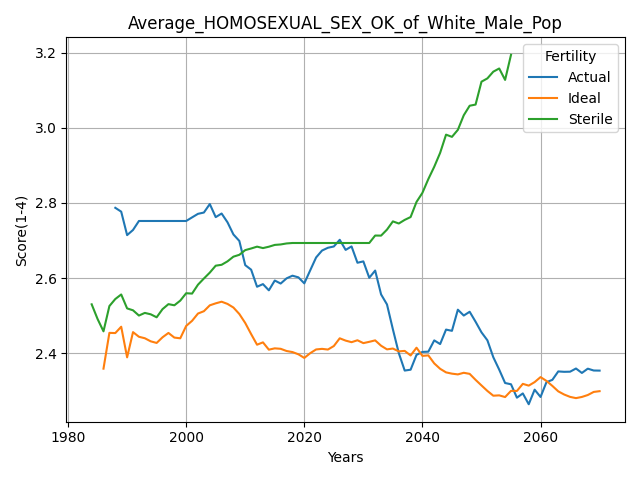 Average_HOMOSEXUAL_SEX_OK_of_White_Male_Pop
Fertility
Actual
Ideal
Sterile
Score(1-4)
3.2
3.0
2.8
2.6
2.4
1980 2000 2020 2040 2060
Years